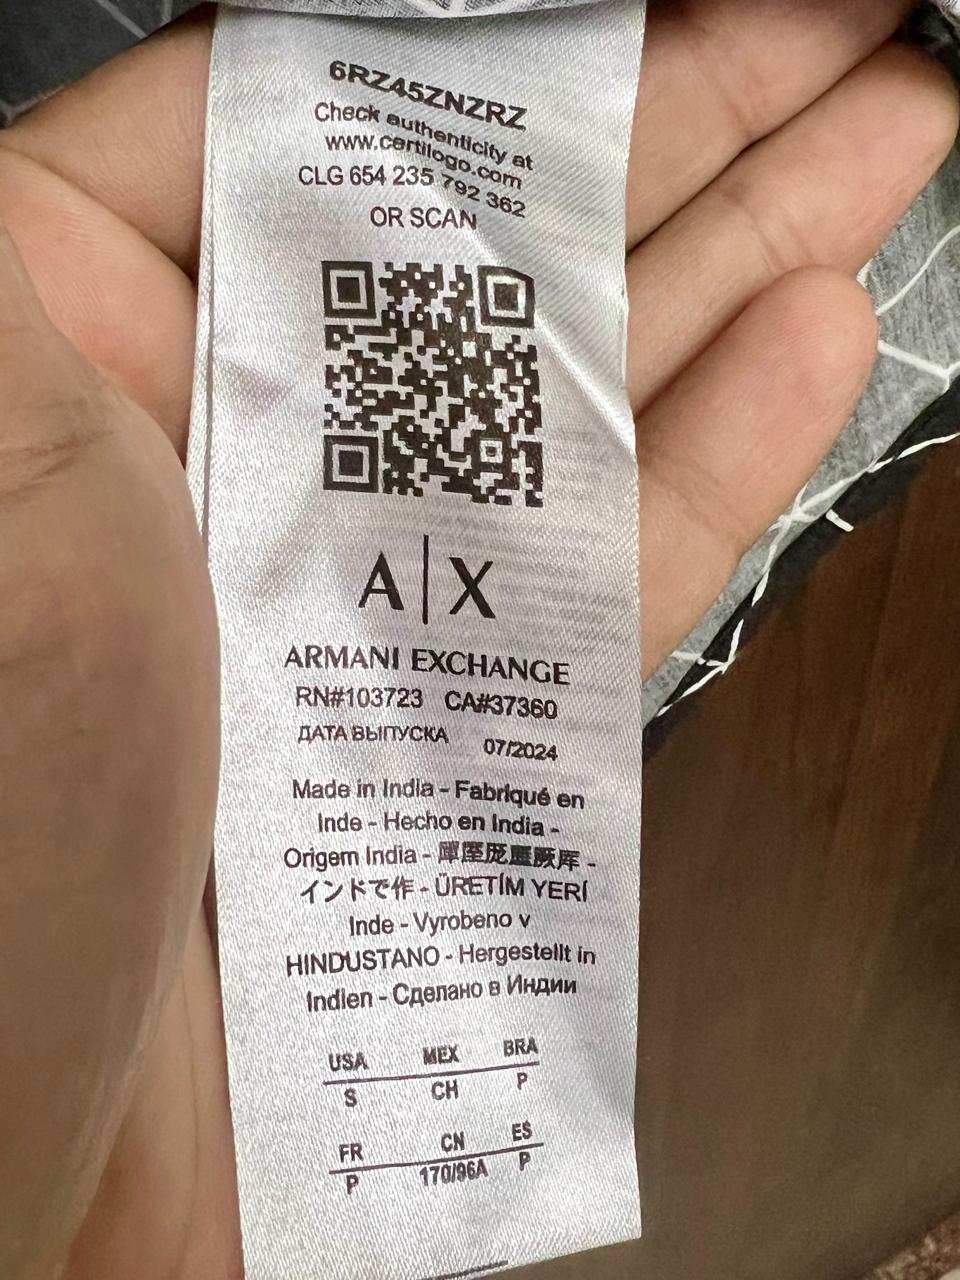 6RZ45ZNZRZ
Check authenticity at
www.certilogo.com
CLG 654 235 792 362
OR SCAN
A|X
ARMANI EXCHANGE
RN#103723 CA#37360
ДАТА ВЫПУСКА 07/2024
Made in India - Fabriqué en
Inde - Hecho en India -
Origem India - -
インドで作 - ÜRETİM YERİ
Inde - Vyrobeno v
HINDUSTANO - Hergestellt in
Indien - Сделано в Индии
USA MEX BRA
S CH P
FR CN ES
P 170/96A P